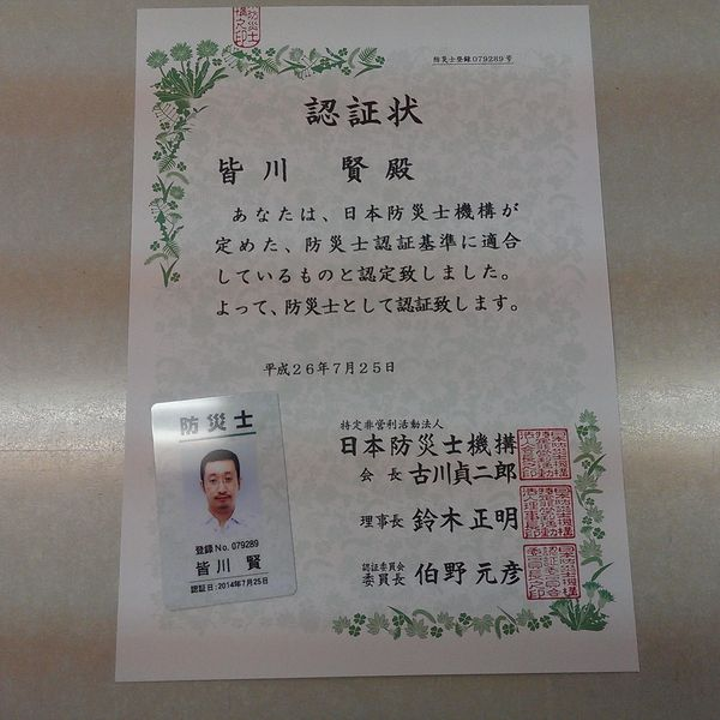 防災士登録079289号
認証状
皆川 賢殿
あなたは、日本防災士機構が
定めた、防災士認証基準に適合
しているものと認定致しました。
よって、防災士として認証致します。
平成26年7月25日
特定非営利活動法人
日本防災士機構
会長 古川貞二郎
理事長 鈴木正明
認証委員会
委員長 伯野元彦
防災士
登録No. 079289
皆川 賢
認証日:2014年7月25日